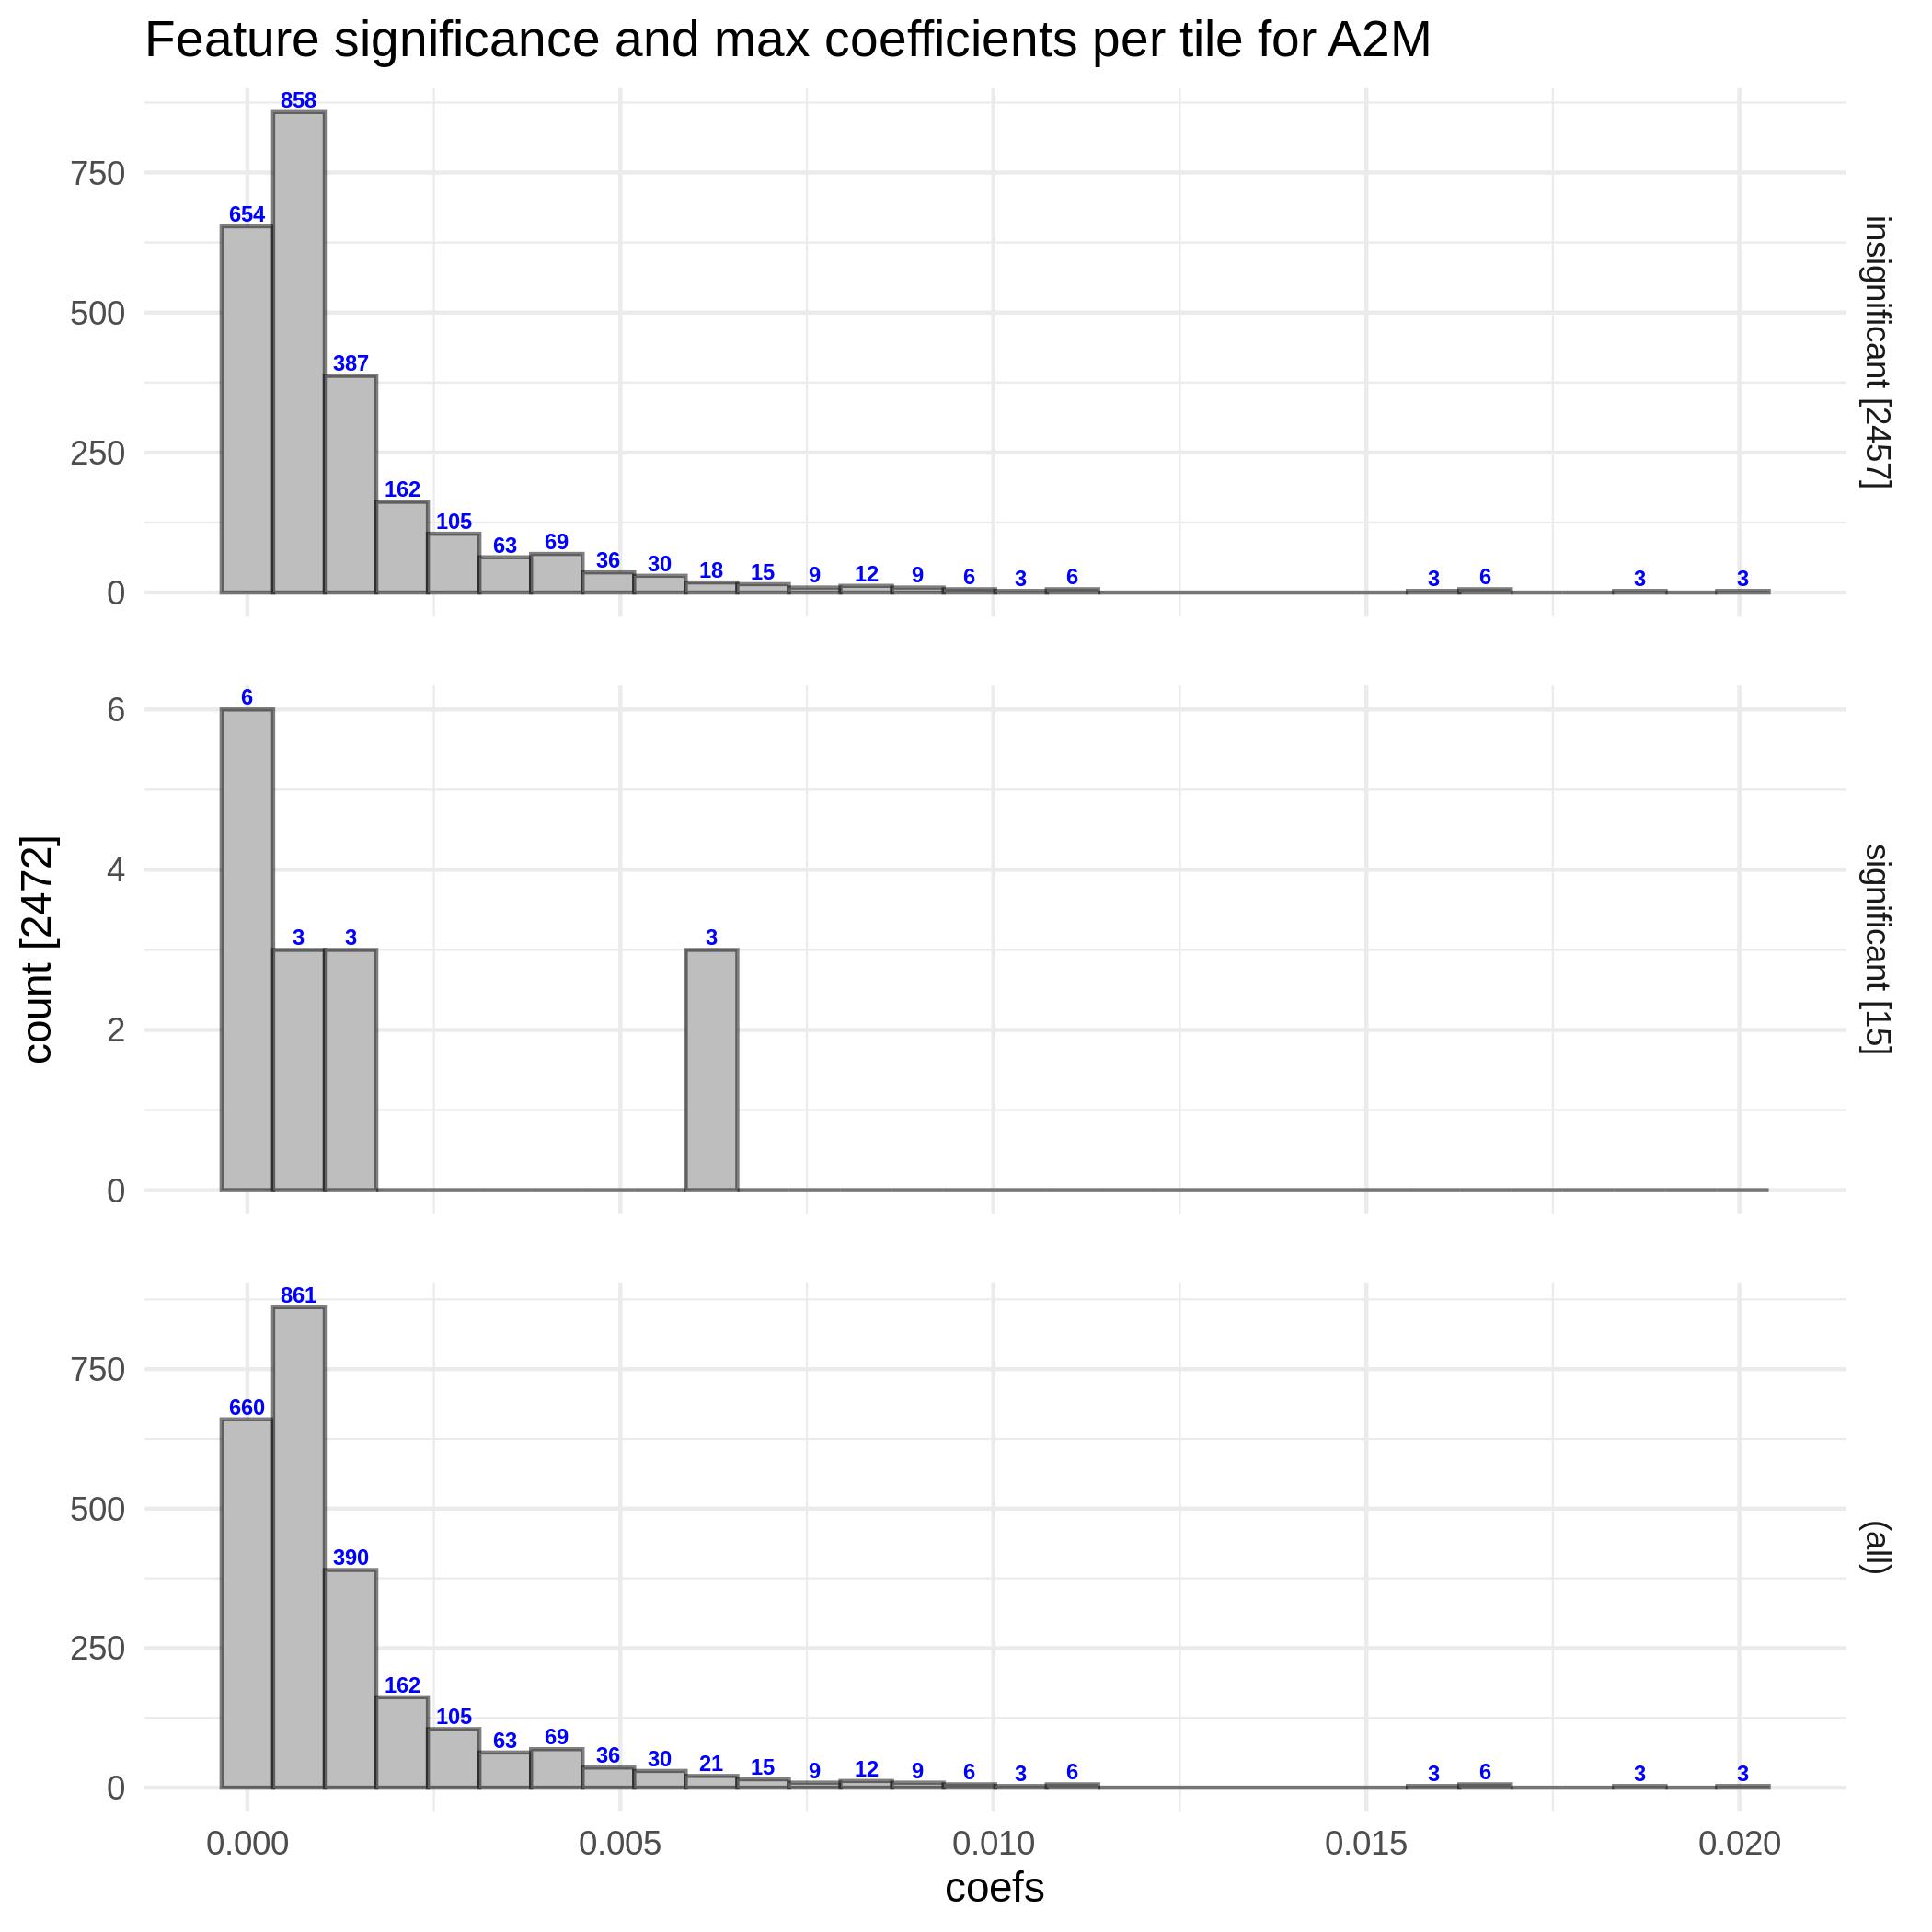 Feature significance and max coefficients per tile for A2M
858
750
654
insignificant [2457]
500
387
250
162
105
63 69 36 30 18 15 9 12 9 6 3 6 3 6 3 3
0
6
6
count [2472]
significant [15]
4
3 3 3
2
0
861
750
660
(all)
500
390
250
162
105
63 69 36 30 21 15 9 12 9 6 3 6 3 6 3 3
0
0.000 0.005 0.010 0.015 0.020
coefs